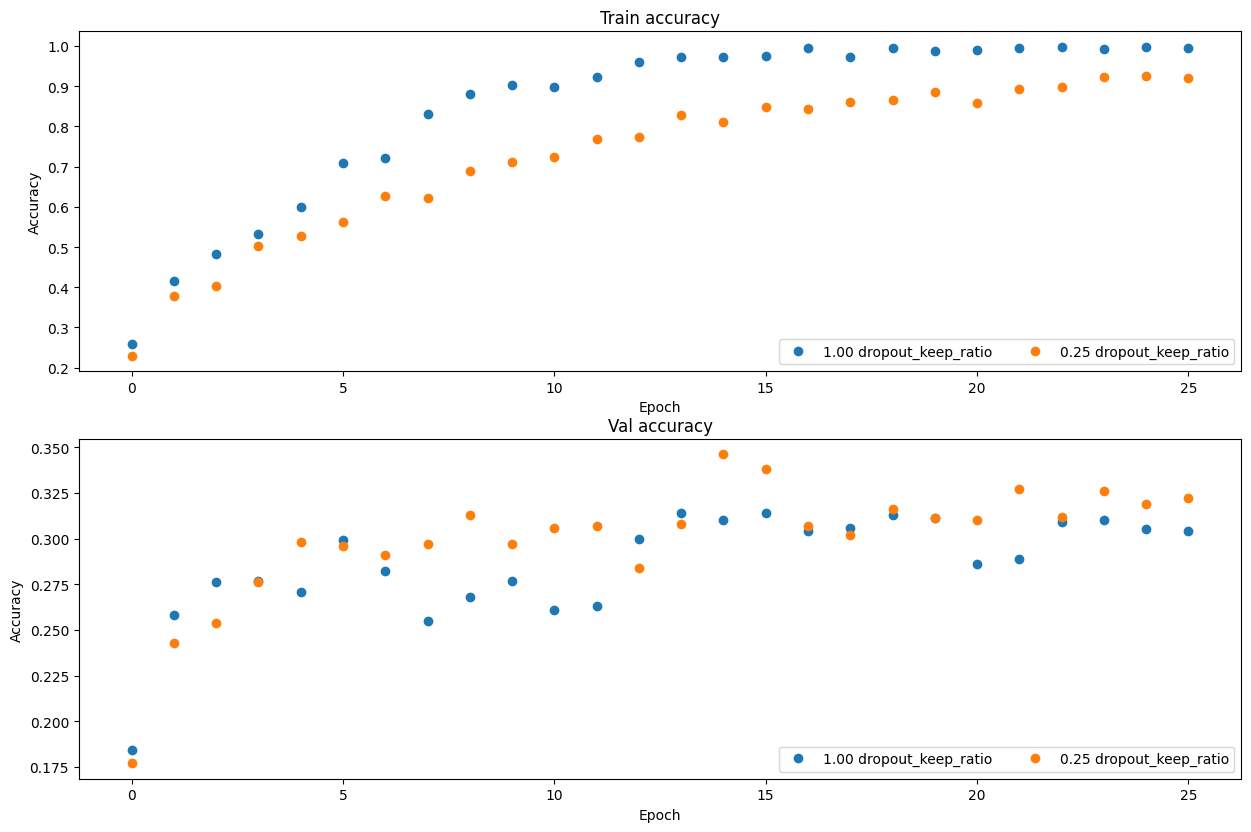 Train accuracy
1.0
0.9
0.8
0.7
0.6
0.5
0.4
0.3
0.2
Accuracy
1.00 dropout_keep_ratio 0.25 dropout_keep_ratio
0 5 10 15 20 25
Epoch
Val accuracy
0.350
0.325
0.300
0.275
0.250
0.225
0.200
0.175
Accuracy
1.00 dropout_keep_ratio 0.25 dropout_keep_ratio
0 5 10 15 20 25
Epoch